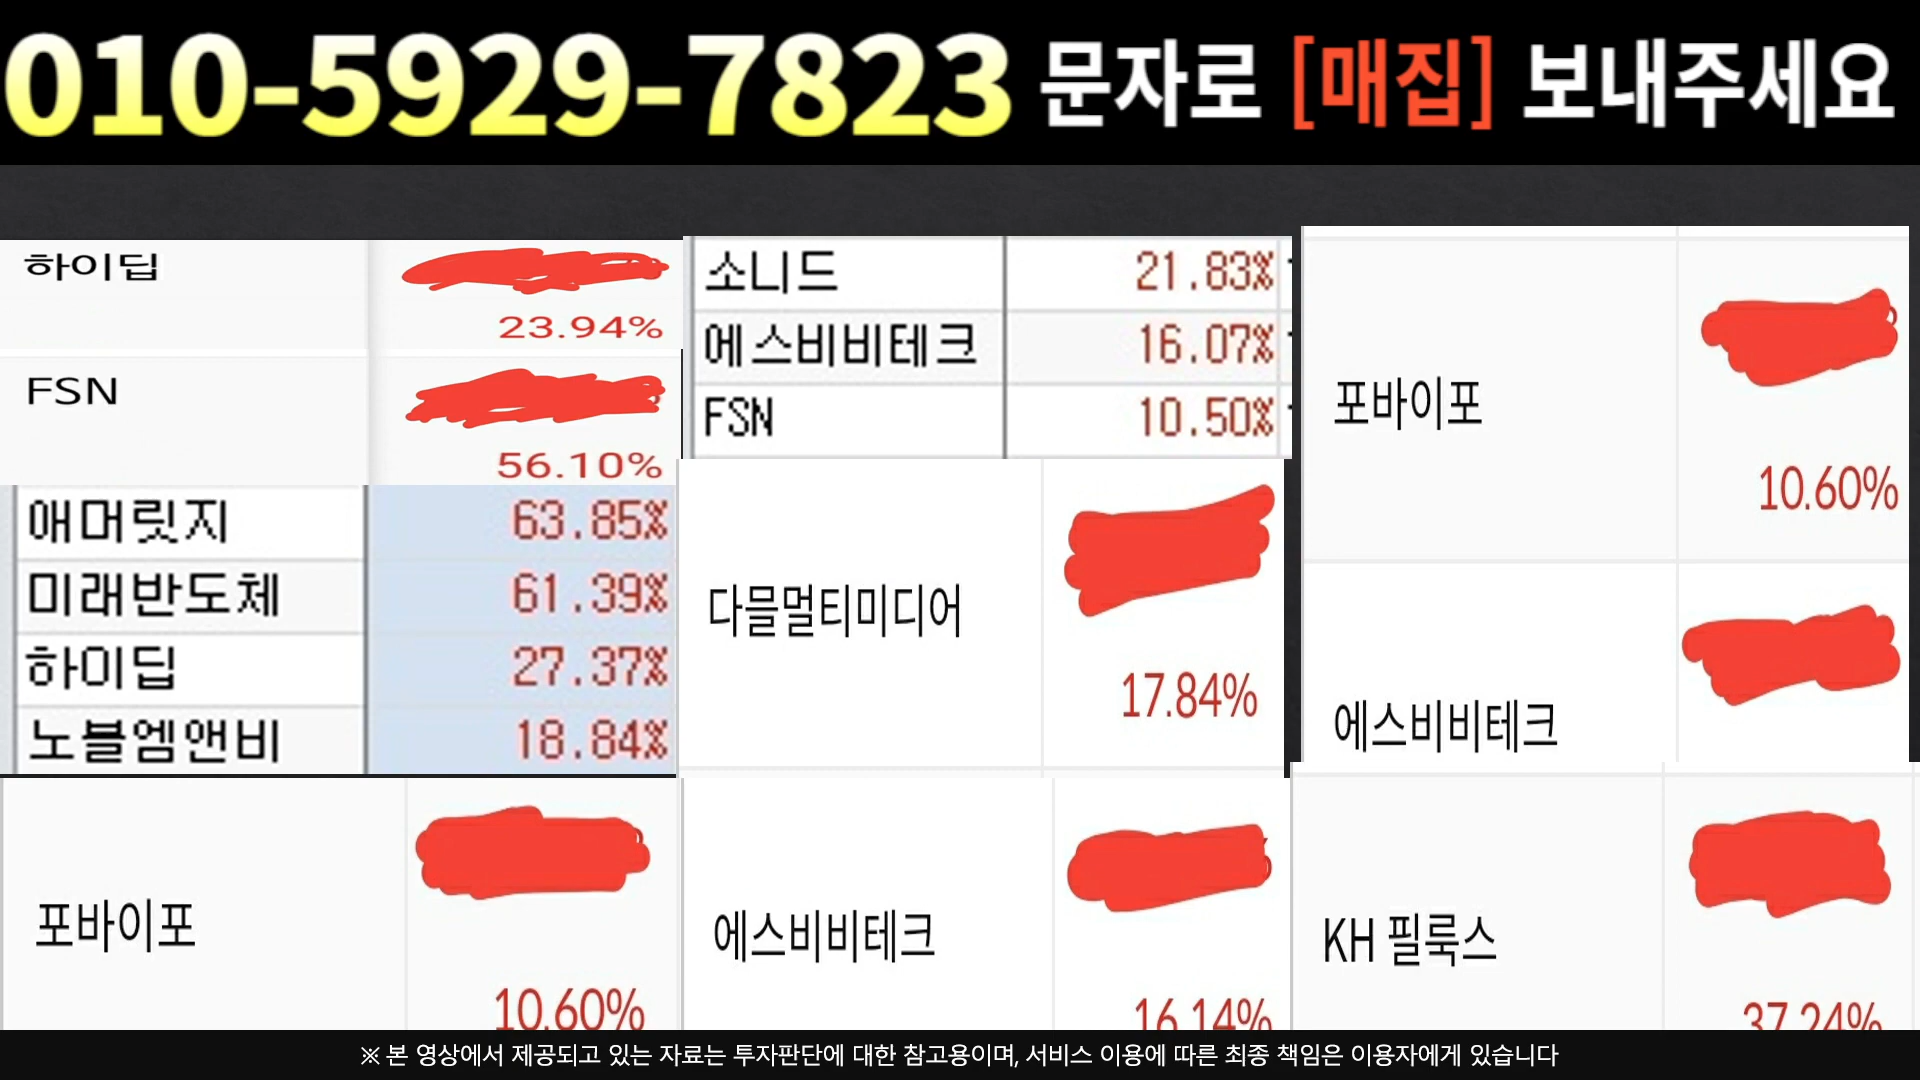 010-5929-7823 문자로 [매집] 보내주세요
하이딥
23.94%
FSN
56.10%
애머릿지 63.85%
미래반도체 61.39%
하이딥 27.37%
노블엠앤비 18.84%
소니드 21.83%
에스비비테크 16.07%
FSN 10.50%
다믈멀티미디어
17.84%
포바이포
10.60%
에스비비테크
포바이포
10.60%
에스비비테크
16.14%
KH 필룩스
37.24%
※ 본 영상에서 제공되고 있는 자료는 투자판단에 대한 참고용이며, 서비스 이용에 따른 최종 책임은 이용자에게 있습니다